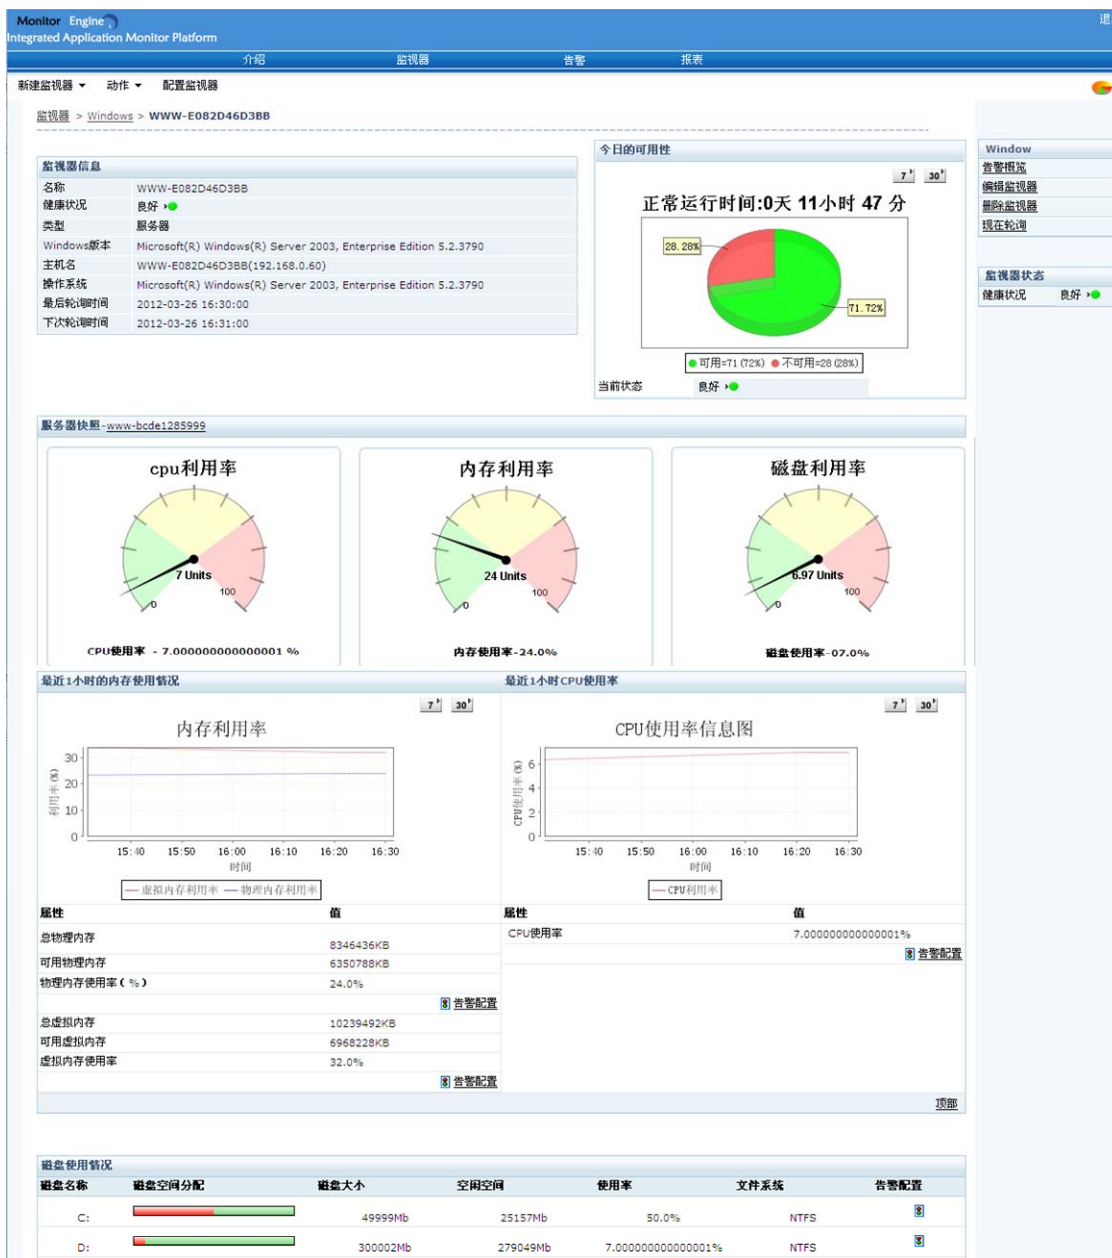 Monitor Engine
Integrated Application Monitor Platform
介绍 监视器 告警 报表
新建监视器 动作 配置监视器
监视器 > Windows > WWW-E082D46D3BB
监视器信息
名称 WWW-E082D46D3BB
健康状况 良好
类型 服务器
Windows版本 Microsoft(R) Windows(R) Server 2003, Enterprise Edition 5.2.3790
主机名 WWW-E082D46D3BB(192.168.0.60)
操作系统 Microsoft(R) Windows(R) Server 2003, Enterprise Edition 5.2.3790
最后轮询时间 2012-03-26 16:30:00
下次轮询时间 2012-03-26 16:31:00
今日的可用性
7 30
正常运行时间:0天 11小时 47 分
28.28%
71.72%
可用=71 (72%) 不可用=28 (28%)
当前状态 良好
Window
告警概览
编辑监视器
删除监视器
现在轮询
监视器状态
健康状况 良好
服务器快照-www-bcde1285999
cpu利用率
7 Units
0 100
CPU使用率 - 7.000000000000001 %
内存利用率
24 Units
0 100
内存使用率-24.0%
磁盘利用率
6.97 Units
0 100
磁盘使用率-07.0%
最近1小时的内存使用情况
7 30
内存利用率
利用率(%)
30
20
10
0
15:40 15:50 16:00 16:10 16:20 16:30
时间
虚拟内存利用率 物理内存利用率
属性 值
总物理内存 8346436KB
可用物理内存 6350788KB
物理内存使用率(%) 24.0%
告警配置
总虚拟内存 10239492KB
可用虚拟内存 6968228KB
虚拟内存使用率 32.0%
告警配置
最近1小时CPU使用率
7 30
CPU使用率信息图
CPU使用率(%)
6
4
2
0
15:40 15:50 16:00 16:10 16:20 16:30
时间
CPU利用率
属性 值
CPU使用率 7.000000000000001%
告警配置
顶部
磁盘使用情况
磁盘名称 磁盘空间分配 磁盘大小 空闲空间 使用率 文件系统 告警配置
C: 49999Mb 25157Mb 50.0% NTFS
D: 300002Mb 279049Mb 7.000000000000001% NTFS